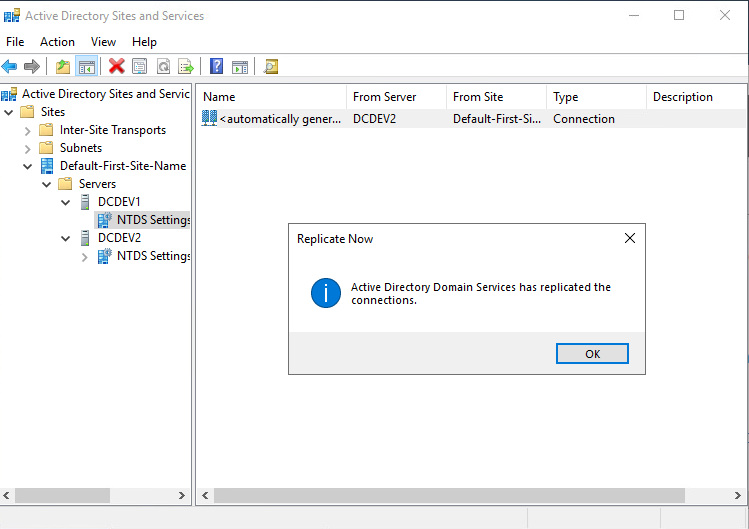 Active Directory Sites and Services
File Action View Help
Active Directory Sites and Servic
Sites
Inter-Site Transports
Subnets
Default-First-Site-Name
Servers
DCDEV1
NTDS Settings
DCDEV2
NTDS Settings
Name From Server From Site Type Description
<automatically gener... DCDEV2 Default-First-Si... Connection
Replicate Now
Active Directory Domain Services has replicated the
connections.
OK